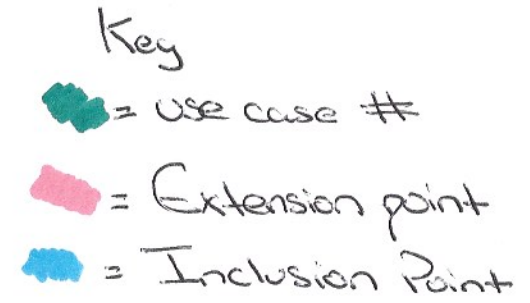 Key
= use case #
= Extension point
= Inclusion Point